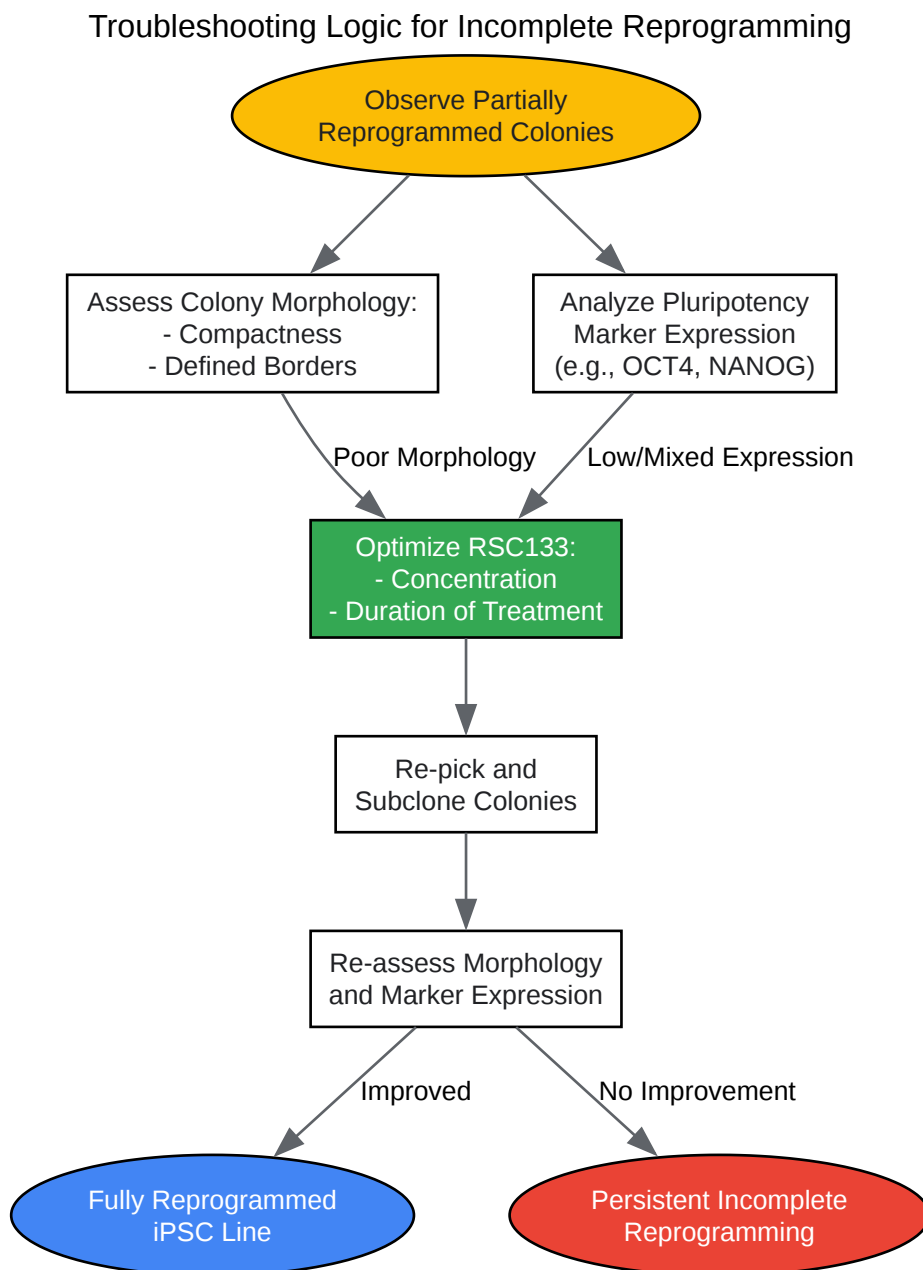 Troubleshooting Logic for Incomplete Reprogramming
Observe Partially
Reprogrammed Colonies
Assess Colony Morphology:
- Compactness
- Defined Borders
Analyze Pluripotency
Marker Expression
(e.g., OCT4, NANOG)
Poor Morphology
Low/Mixed Expression
Optimize RSC133:
- Concentration
- Duration of Treatment
Re-pick and
Subclone Colonies
Re-assess Morphology
and Marker Expression
Improved
No Improvement
Fully Reprogrammed
iPSC Line
Persistent Incomplete
Reprogramming